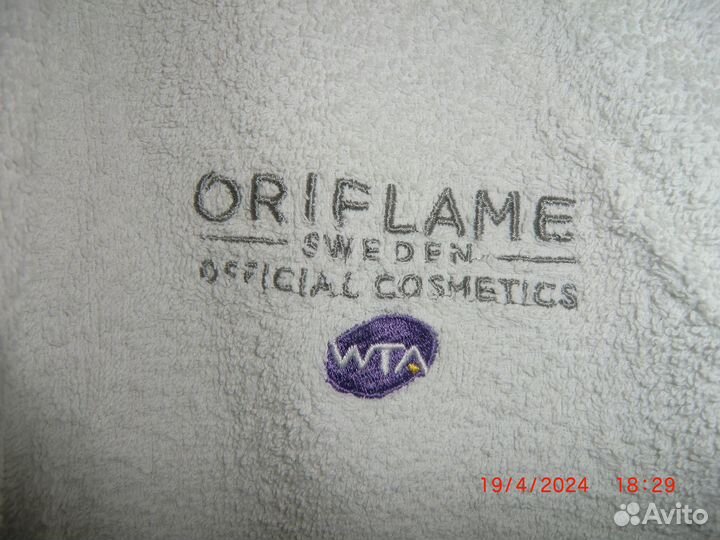 ORIFLAME
SWEDEN
OFFICIAL COSMETICS
WTA
19/4/2024 18:29
Avito